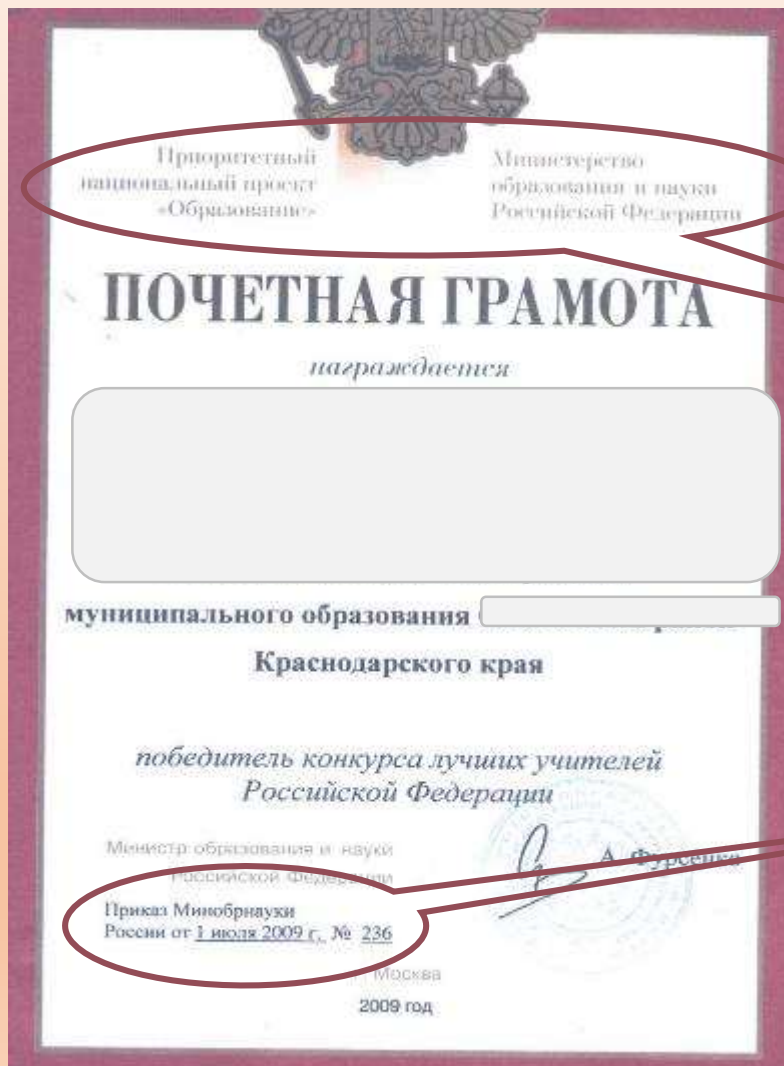 Приоритетный
национальный проект
«Образование»
Министерство
образования и науки
Российской Федерации
ПОЧЕТНАЯ ГРАМОТА
награждается
муниципального образования
Краснодарского края
победитель конкурса лучших учителей
Российской Федерации
Министр образования и науки
Российской Федерации
А. Фурсенко
Приказ Минобрнауки
России от 1 июля 2009 г. № 236
Москва
2009 год